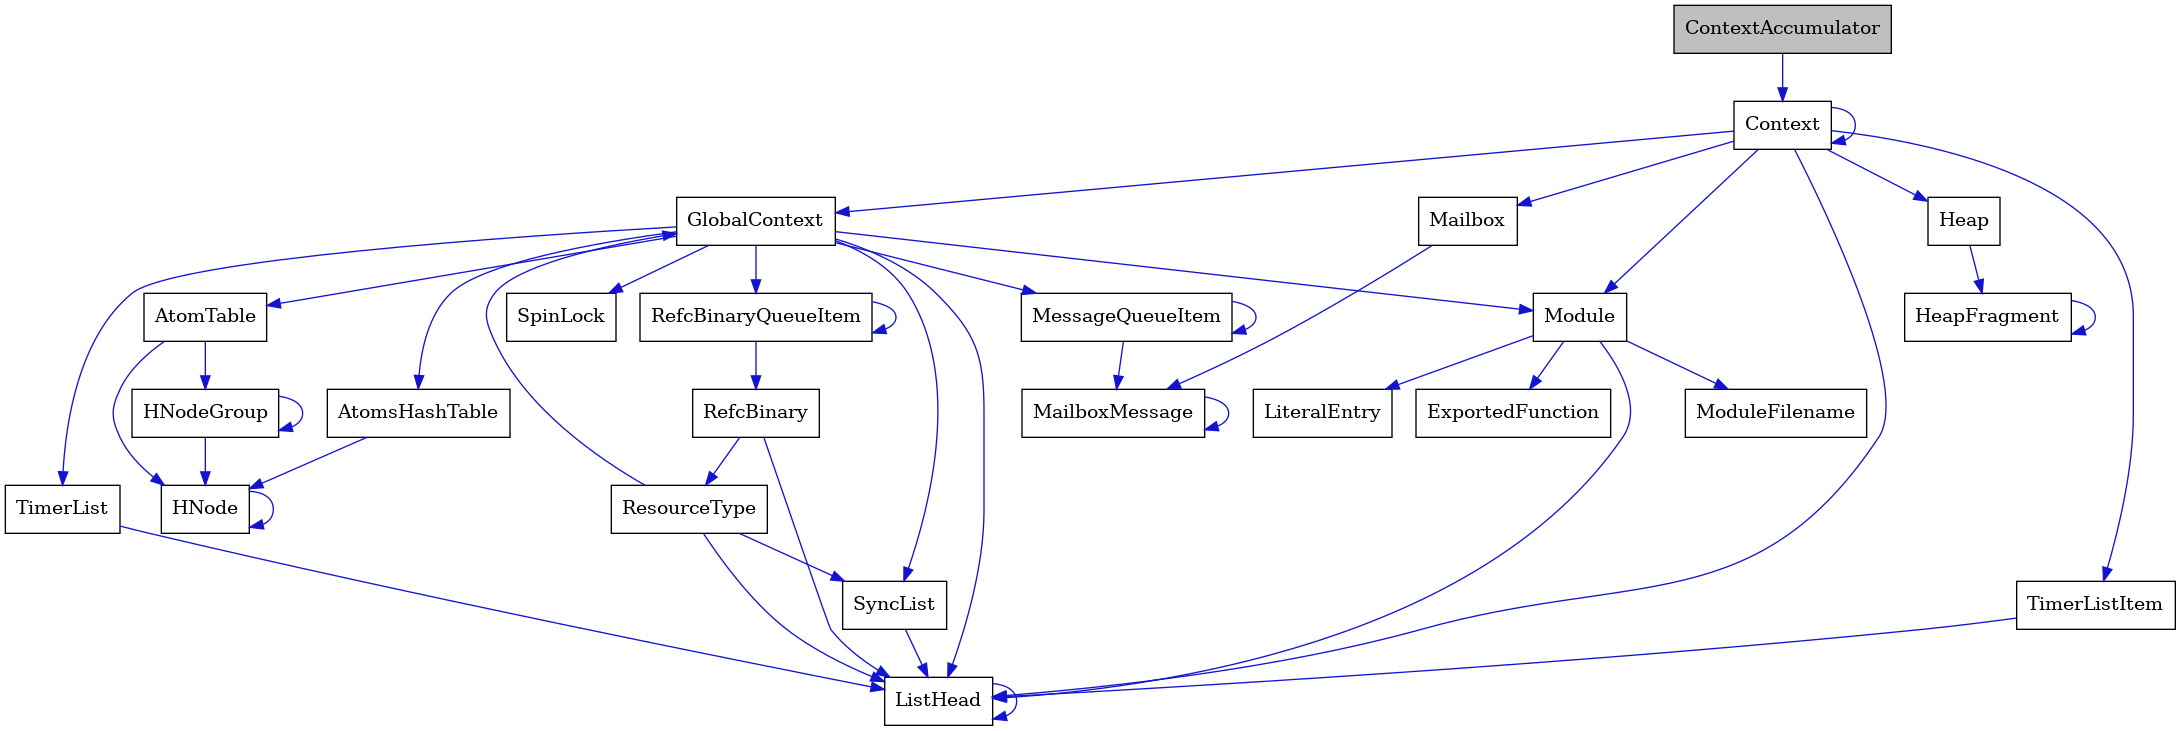 ContextAccumulator
Context
GlobalContext
Mailbox
Heap
AtomTable
SpinLock
RefcBinaryQueueItem
MessageQueueItem
Module
HeapFragment
HNodeGroup
AtomsHashTable
RefcBinary
MailboxMessage
LiteralEntry
ExportedFunction
ModuleFilename
TimerList
HNode
ResourceType
SyncList
TimerListItem
ListHead